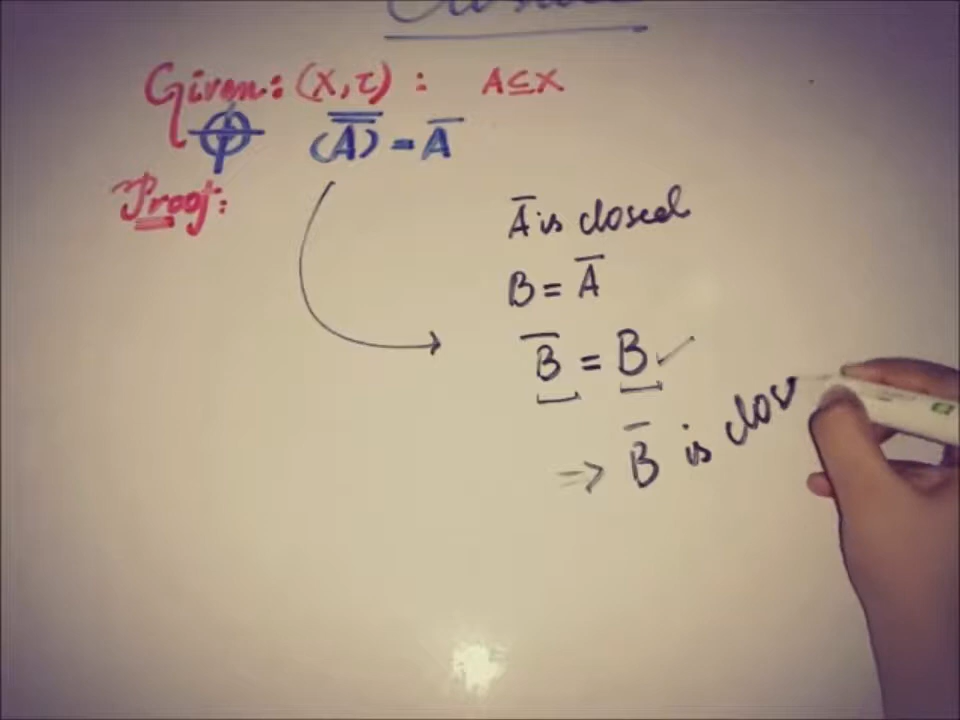 Given: (X, τ) : A⊆X
(A̿) = A̅
Proof:
A̅ is closed
B = A̅
B̅ = B ✓
⇒ B̅ is clos